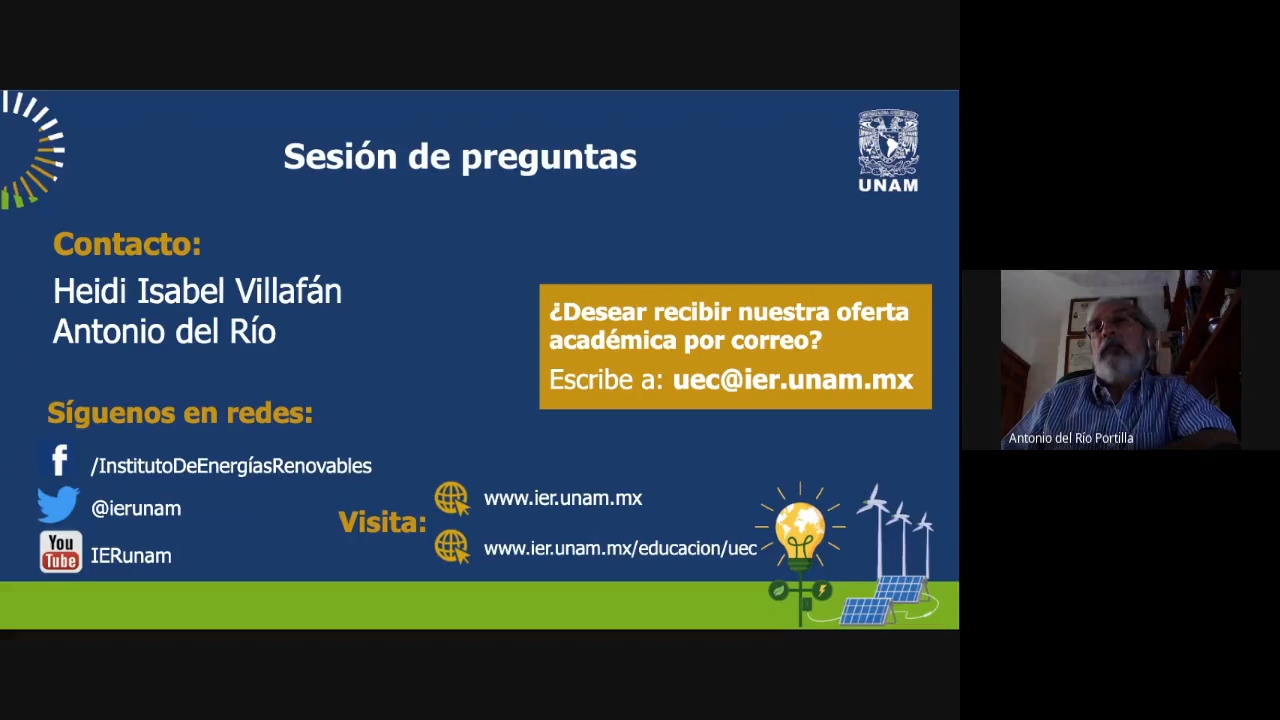 Sesión de preguntas
UNAM
Contacto:
Heidi Isabel Villafán
Antonio del Río
¿Desear recibir nuestra oferta
académica por correo?
Escribe a: uec@ier.unam.mx
Síguenos en redes:
f /InstitutoDeEnergíasRenovables
@ierunam
You Tube IERunam
Visita:
www.ier.unam.mx
www.ier.unam.mx/educacion/uec
Antonio del Río Portilla